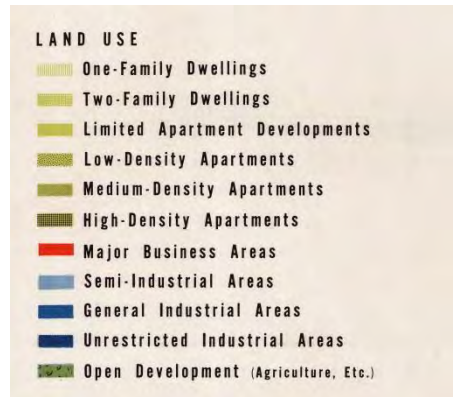 LAND USE
One-Family Dwellings
Two-Family Dwellings
Limited Apartment Developments
Low-Density Apartments
Medium-Density Apartments
High-Density Apartments
Major Business Areas
Semi-Industrial Areas
General Industrial Areas
Unrestricted Industrial Areas
Open Development (Agriculture, Etc.)